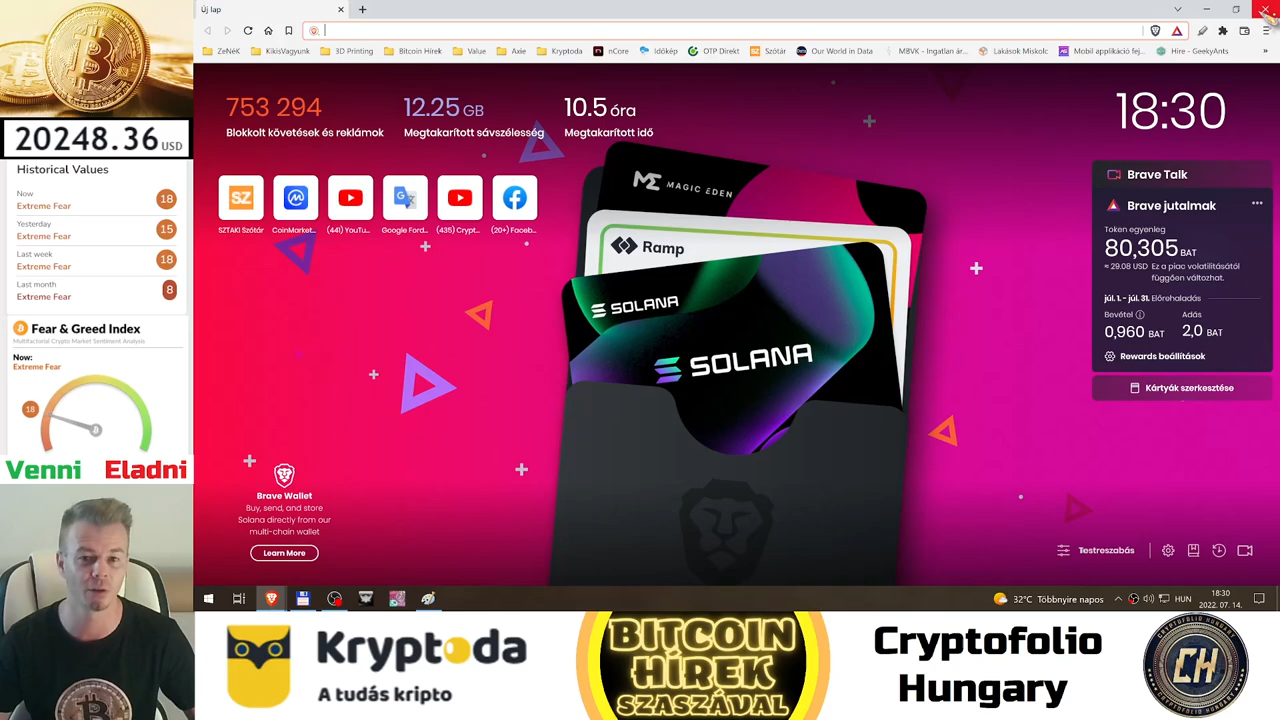 20248.36 USD
Historical Values
Now
Extreme Fear
18
Yesterday
Extreme Fear
15
Last week
Extreme Fear
18
Last month
Extreme Fear
8
Fear & Greed Index
Multifactorial Crypto Market Sentiment Analysis
Now:
Extreme Fear
18
Venni Eladni
Új lap
ZeNéK KikisVagyunk 3D Printing Bitcoin Hírek Value Axie Kryptoda nCore Időkép OTP Direkt Szótár Our World in Data MBVK - Ingatlan ár... Lakások Miskolc Mobil applikáció fej... Hire - GeekyAnts
753 294
Blokkolt követések és reklámok
12.25 GB
Megtakarított sávszélesség
10.5 óra
Megtakarított idő
18:30
SZ
SZTAKI Szótár CoinMarket... (441) YouTu... Google Ford... (435) Crypt... (20+) Faceb...
ME MAGIC EDEN
Ramp
SOLANA
SOLANA
Brave Talk
Brave jutalmak
Token egyenleg
80,305 BAT
≈ 29.08 USD Ez a piac volatilitásától
függően változhat.
júl. 1. - júl. 31. Előrehaladás
Bevétel Adás
0,960 BAT 2,0 BAT
Rewards beállítások
Kártyák szerkesztése
Brave Wallet
Buy, send, and store
Solana directly from our
multi-chain wallet
Learn More
Testreszabás
32°C Többnyire napos
HUN
18:30
2022. 07. 14.
Kryptoda
A tudás kripto
BITCOIN
HÍREK
SZASZÁVAL
Cryptofolio
Hungary
CRYPTOFOLIO
CH
HUNGARY